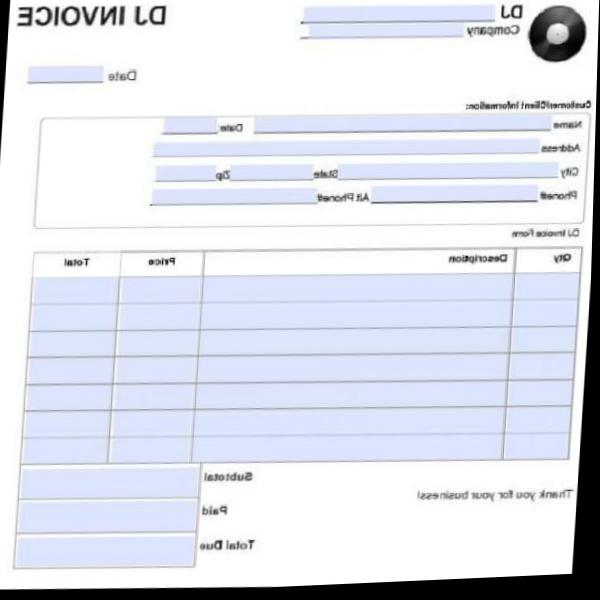 DJ
Company
DJ INVOICE
Date
Customer/Client Information:
Name Date:
Address
City State Zip
Phone# Alt Phone#
DJ Invoice Form
Qty Description Price Total
Thank you for your business!
Subtotal
Paid
Total Due